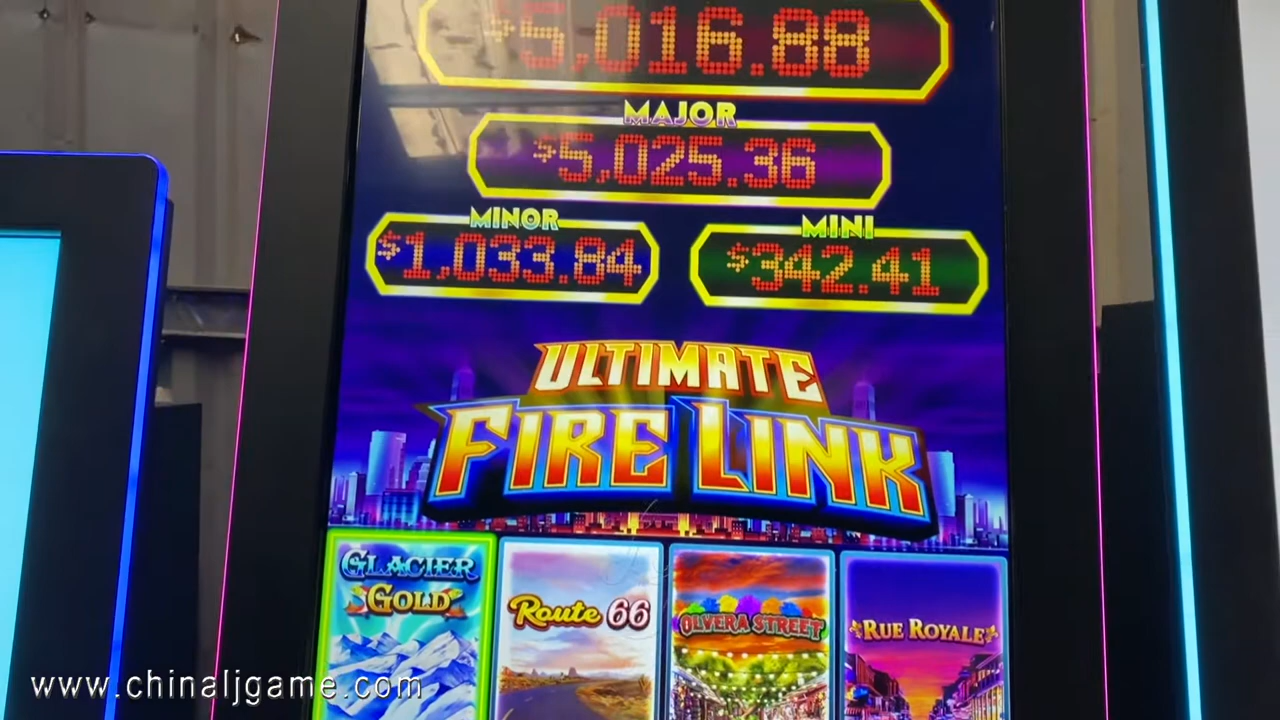 $5,016.88
MAJOR
$5,025.36
MINOR
MINI
$1,033.84
$342.41
ULTIMATE
FIRE LINK
GLACIER
GOLD
Route 66
OLVERA STREET
RUE ROYALE
www.chinaljgame.com